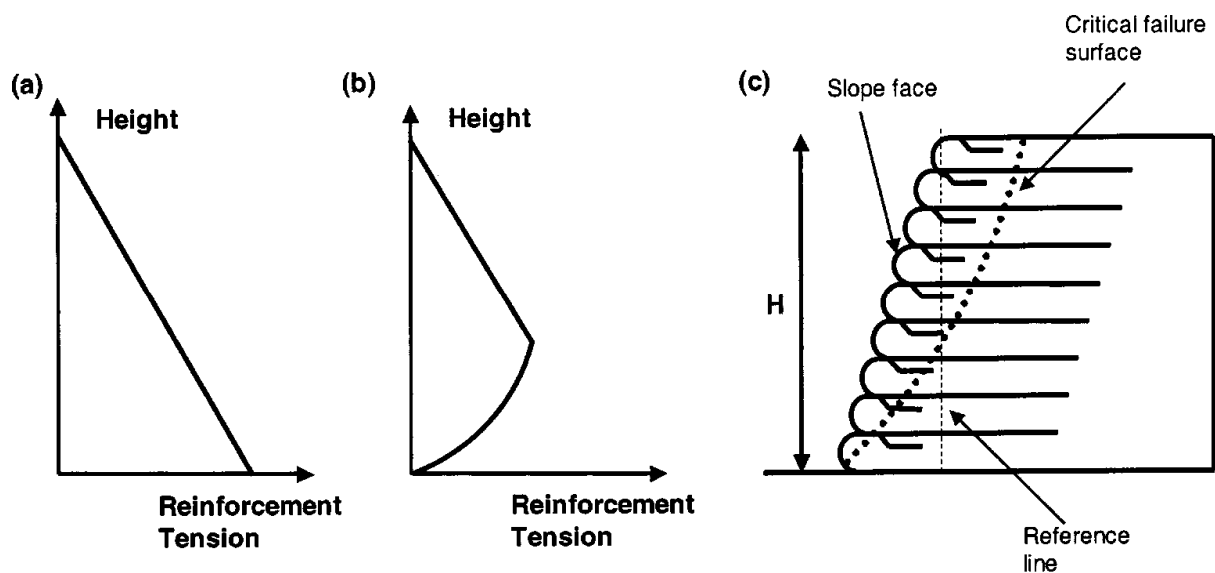 (a)
Height
Reinforcement
Tension
(b)
Height
Reinforcement
Tension
(c)
Critical failure
surface
Slope face
H
Reference
line